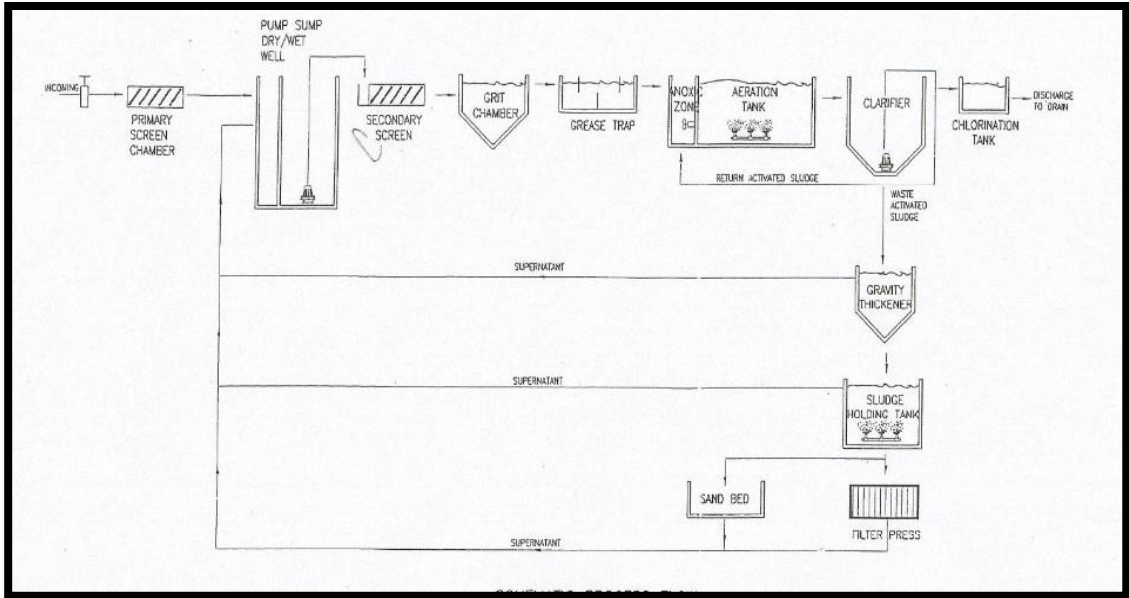 PUMP SUMP
DRY/WET
WELL
INCOMING
PRIMARY
SCREEN
CHAMBER
SECONDARY
SCREEN
GRIT
CHAMBER
GREASE TRAP
ANOXIC
ZONE
AERATION
TANK
CLARIFIER
CHLORINATION
TANK
DISCHARGE
TO DRAIN
RETURN ACTIVATED SLUDGE
WASTE
ACTIVATED
SLUDGE
SUPERNATANT
GRAVITY
THICKENER
SUPERNATANT
SLUDGE
HOLDING TANK
SAND BED
FILTER PRESS
SUPERNATANT